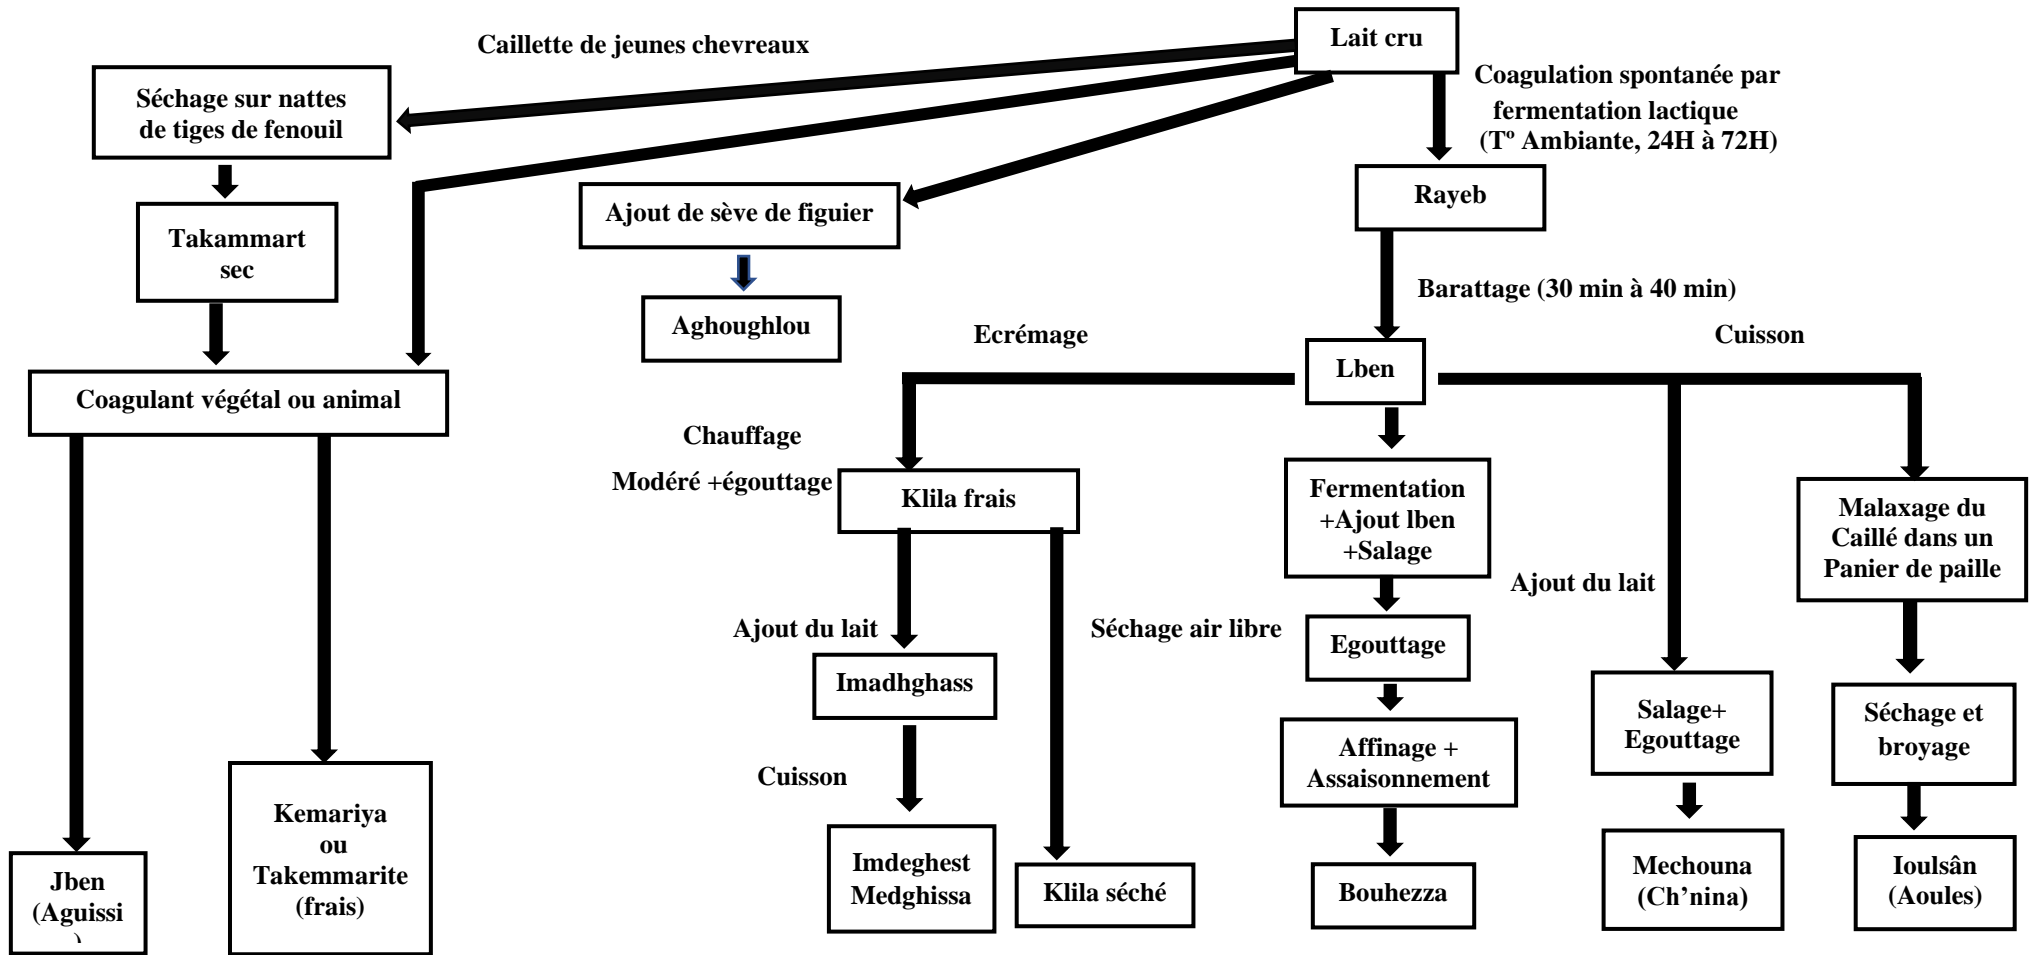 Lait cru
Caillette de jeunes chevreaux
Coagulation spontanée par
fermentation lactique
(Tº Ambiante, 24H à 72H)
Séchage sur nattes
de tiges de fenouil
Rayeb
Ajout de sève de figuier
Takammart
sec
Barattage (30 min à 40 min)
Aghoughlou
Ecrémage
Cuisson
Lben
Coagulant végétal ou animal
Chauffage
Modéré +égouttage
Klila frais
Fermentation
+Ajout lben
+Salage
Malaxage du
Caillé dans un
Panier de paille
Ajout du lait
Ajout du lait
Séchage air libre
Egouttage
Imadhghass
Salage+
Egouttage
Séchage et
broyage
Affinage +
Assaisonnement
Cuisson
Kemariya
ou
Takemmarite
(frais)
Jben
(Aguissi
)
Imdeghest
Medghissa
Klila séché
Bouhezza
Mechouna
(Ch’nina)
Ioulsân
(Aoules)